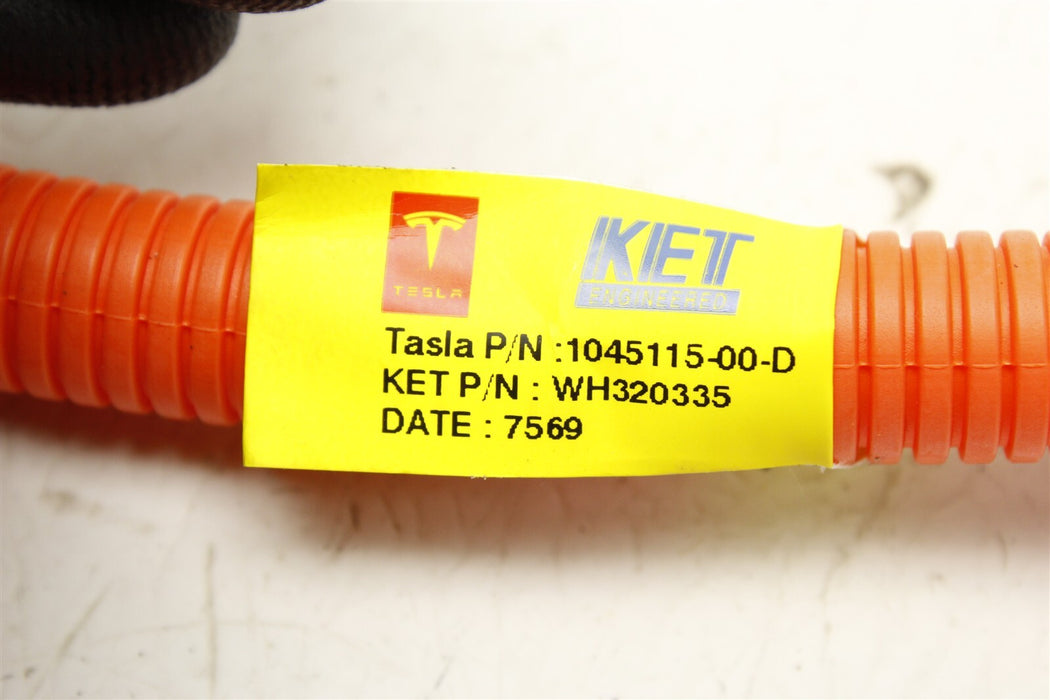 TESLA
KET
ENGINEERED
Tasla P/N :1045115-00-D
KET P/N : WH320335
DATE : 7569